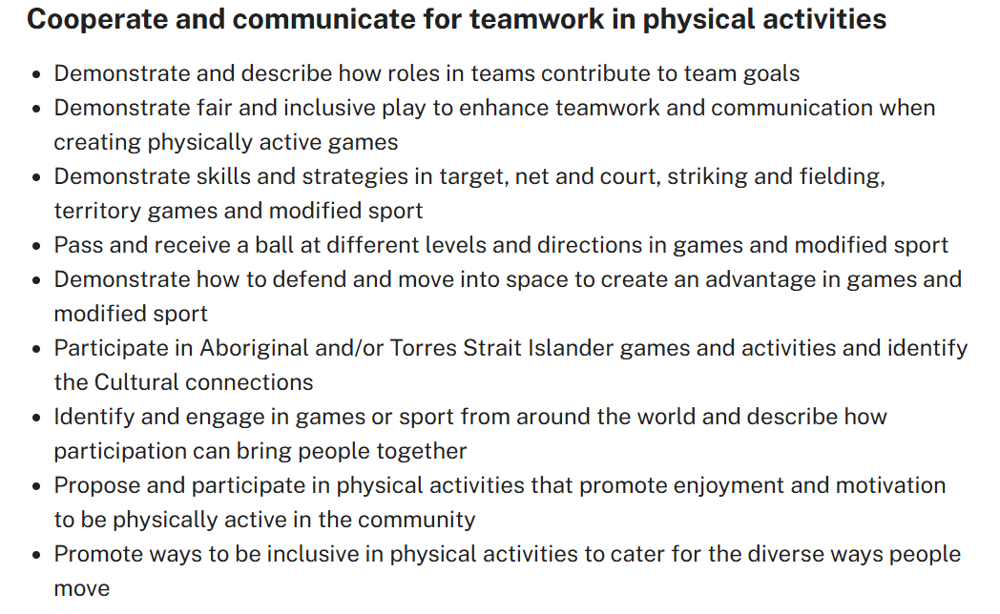 Cooperate and communicate for teamwork in physical activities
• Demonstrate and describe how roles in teams contribute to team goals
• Demonstrate fair and inclusive play to enhance teamwork and communication when
creating physically active games
• Demonstrate skills and strategies in target, net and court, striking and fielding,
territory games and modified sport
• Pass and receive a ball at different levels and directions in games and modified sport
• Demonstrate how to defend and move into space to create an advantage in games and
modified sport
• Participate in Aboriginal and/or Torres Strait Islander games and activities and identify
the Cultural connections
• Identify and engage in games or sport from around the world and describe how
participation can bring people together
• Propose and participate in physical activities that promote enjoyment and motivation
to be physically active in the community
• Promote ways to be inclusive in physical activities to cater for the diverse ways people
move